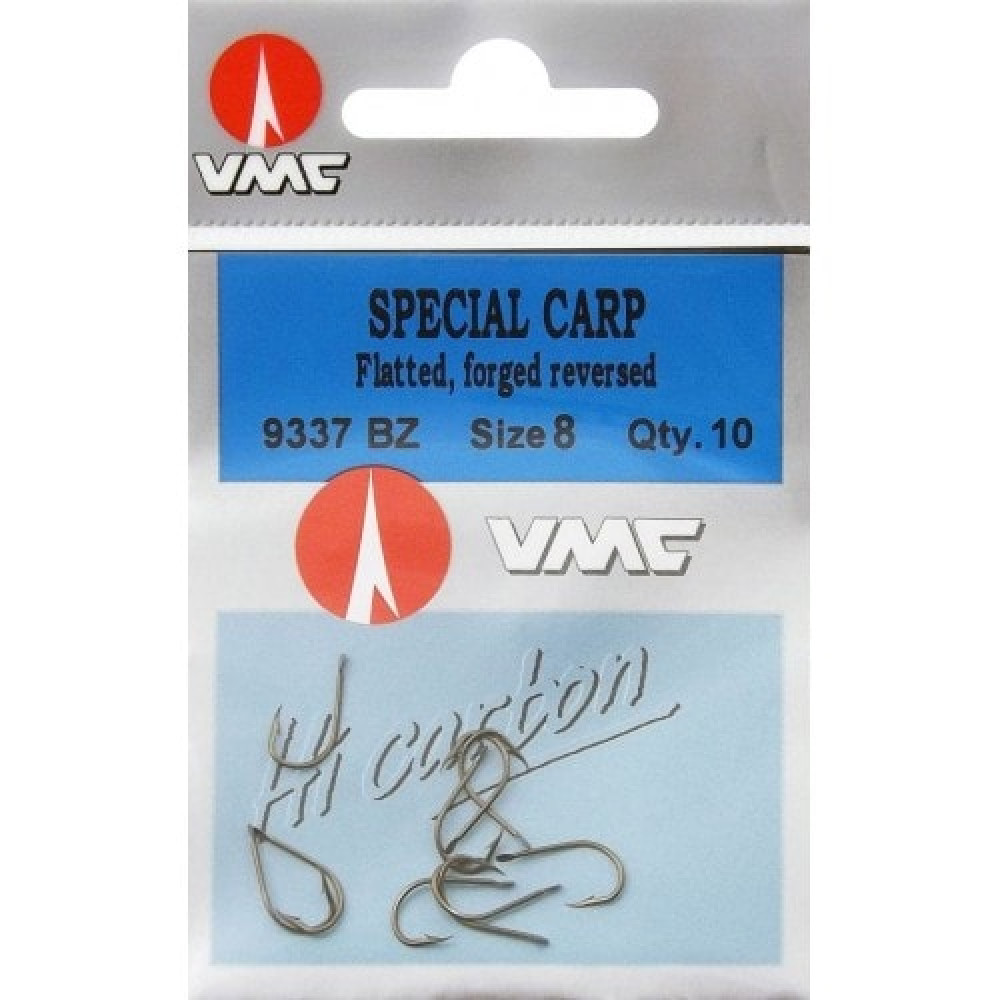 VMC
SPECIAL CARP
Flatted, forged reversed
9337 BZ Size 8 Qty. 10
VMC
Hi carbon